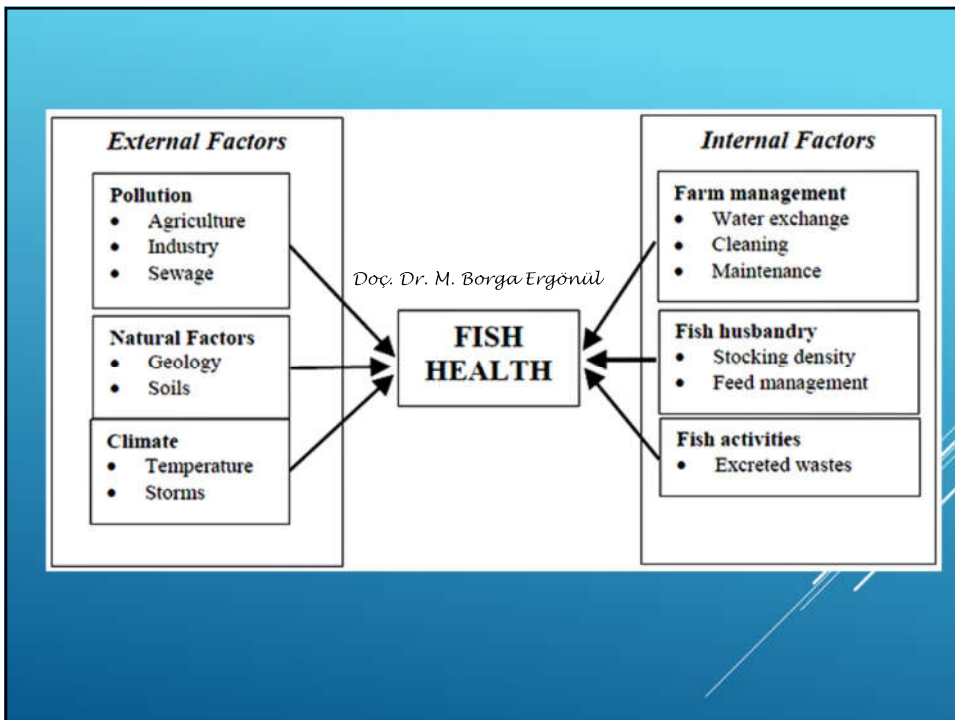 External Factors
Pollution
• Agriculture
• Industry
• Sewage
Natural Factors
• Geology
• Soils
Climate
• Temperature
• Storms
Doç. Dr. M. Borga Ergönül
FISH
HEALTH
Internal Factors
Farm management
• Water exchange
• Cleaning
• Maintenance
Fish husbandry
• Stocking density
• Feed management
Fish activities
• Excreted wastes